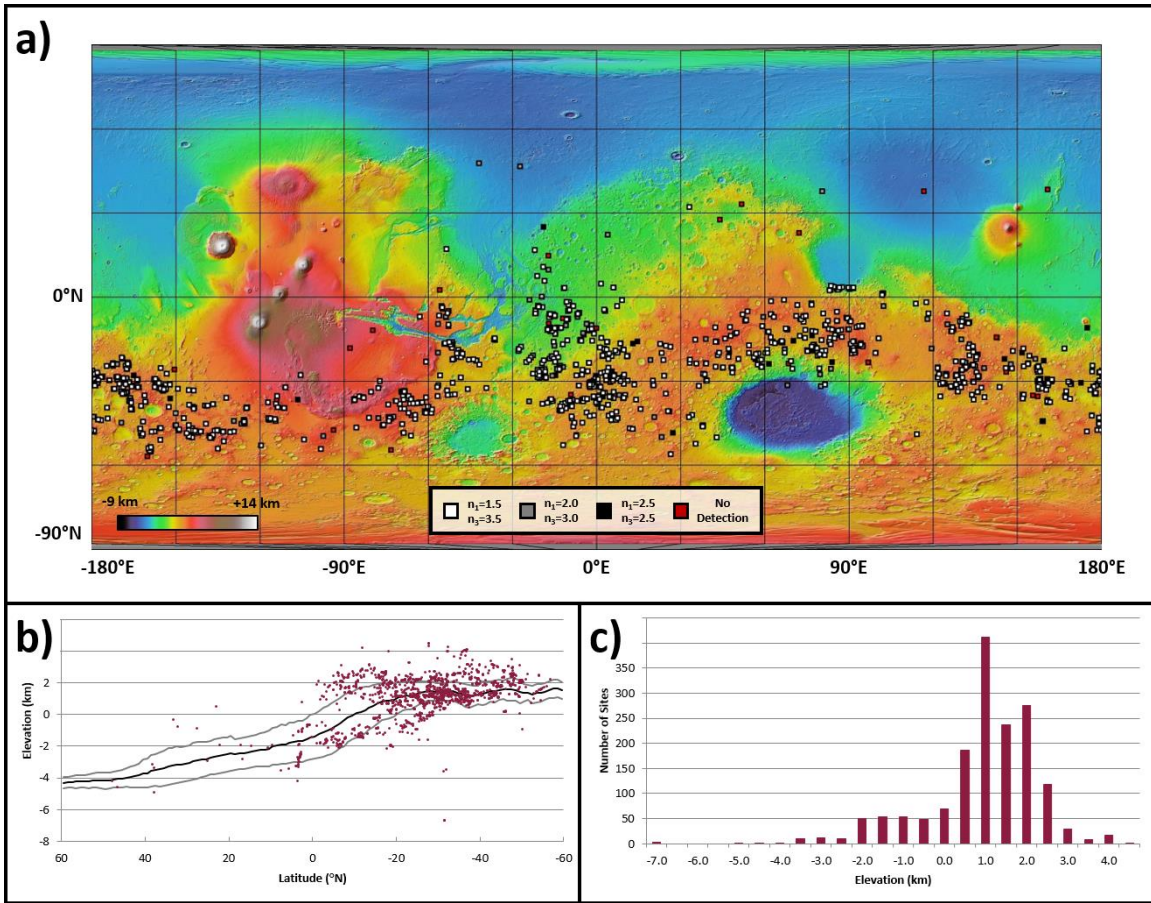 a)
0°N
-9 km
+14 km
n1=1.5
n3=3.5
n1=2.0
n3=3.0
n1=2.5
n3=2.5
No
Detection
-90°N
-180°E
-90°E
0°E
90°E
180°E
b)
Elevation (km)
2
0
-2
-4
-6
-8
60
40
20
0
-20
-40
-60
Latitude (°N)
c)
Number of Sites
350
300
250
200
150
100
50
0
-7.0
-6.0
-5.0
-4.0
-3.0
-2.0
-1.0
0.0
1.0
2.0
3.0
4.0
Elevation (km)